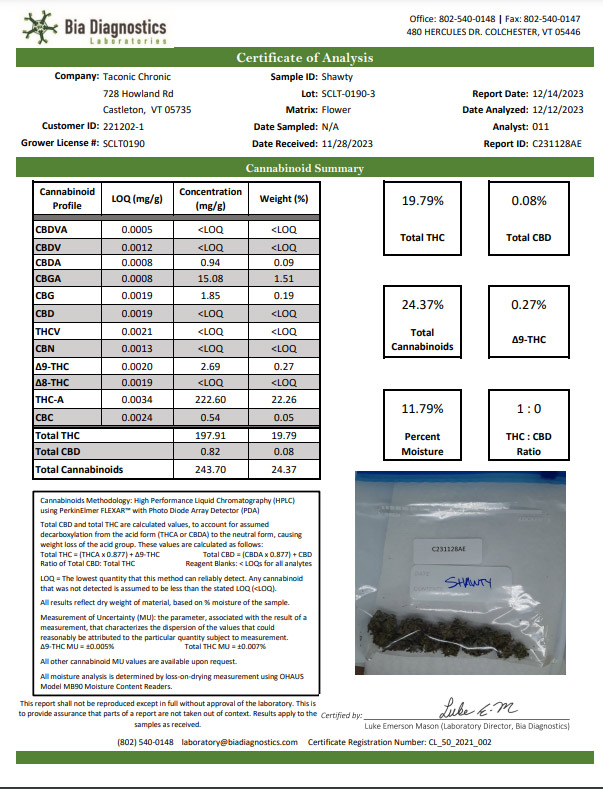 Bia Diagnostics
Laboratories
Office: 802-540-0148 | Fax: 802-540-0147
480 HERCULES DR. COLCHESTER, VT 05446
Certificate of Analysis
Company: Taconic Chronic
728 Howland Rd
Castleton, VT 05735
Customer ID: 221202-1
Grower License #: SCLT0190
Sample ID: Shawty
Lot: SCLT-0190-3
Matrix: Flower
Date Sampled: N/A
Date Received: 11/28/2023
Report Date: 12/14/2023
Date Analyzed: 12/12/2023
Analyst: 011
Report ID: C231128AE
Cannabinoid Summary
Cannabinoid Profile LOQ (mg/g) Concentration (mg/g) Weight (%)
CBDVA 0.0005 <LOQ <LOQ
CBDV 0.0012 <LOQ <LOQ
CBDA 0.0008 0.94 0.09
CBGA 0.0008 15.08 1.51
CBG 0.0019 1.85 0.19
CBD 0.0019 <LOQ <LOQ
THCV 0.0021 <LOQ <LOQ
CBN 0.0013 <LOQ <LOQ
Δ9-THC 0.0020 2.69 0.27
Δ8-THC 0.0019 <LOQ <LOQ
THC-A 0.0034 222.60 22.26
CBC 0.0024 0.54 0.05
Total THC 197.91 19.79
Total CBD 0.82 0.08
Total Cannabinoids 243.70 24.37
19.79%
Total THC
0.08%
Total CBD
24.37%
Total
Cannabinoids
0.27%
Δ9-THC
11.79%
Percent
Moisture
1 : 0
THC : CBD
Ratio
Cannabinoids Methodology: High Performance Liquid Chromatography (HPLC)
using PerkinElmer FLEXAR™ with Photo Diode Array Detector (PDA)
Total CBD and total THC are calculated values, to account for assumed
decarboxylation from the acid form (THCA or CBDA) to the neutral form, causing
weight loss of the acid group. These values are calculated as follows:
Total THC = (THCA x 0.877) + Δ9-THC Total CBD = (CBDA x 0.877) + CBD
Ratio of Total CBD: Total THC Reagent Blanks: < LOQs for all analytes
LOQ = The lowest quantity that this method can reliably detect. Any cannabinoid
that was not detected is assumed to be less than the stated LOQ (<LOQ).
All results reflect dry weight of material, based on % moisture of the sample.
Measurement of Uncertainty (MU): the parameter, associated with the result of a
measurement, that characterizes the dispersion of the values that could
reasonably be attributed to the particular quantity subject to measurement.
Δ9-THC MU = ±0.005% Total THC MU = ±0.007%
All other cannabinoid MU values are available upon request.
All moisture analysis is determined by loss-on-drying measurement using OHAUS
Model MB90 Moisture Content Readers.
C231128AE
SHAWTY
This report shall not be reproduced except in full without approval of the laboratory. This is
to provide assurance that parts of a report are not taken out of context. Results apply to the
samples as received.
Certified by: Luke E. M
Luke Emerson Mason (Laboratory Director, Bia Diagnostics)
(802) 540-0148 laboratory@biadiagnostics.com Certificate Registration Number: CL_50_2021_002